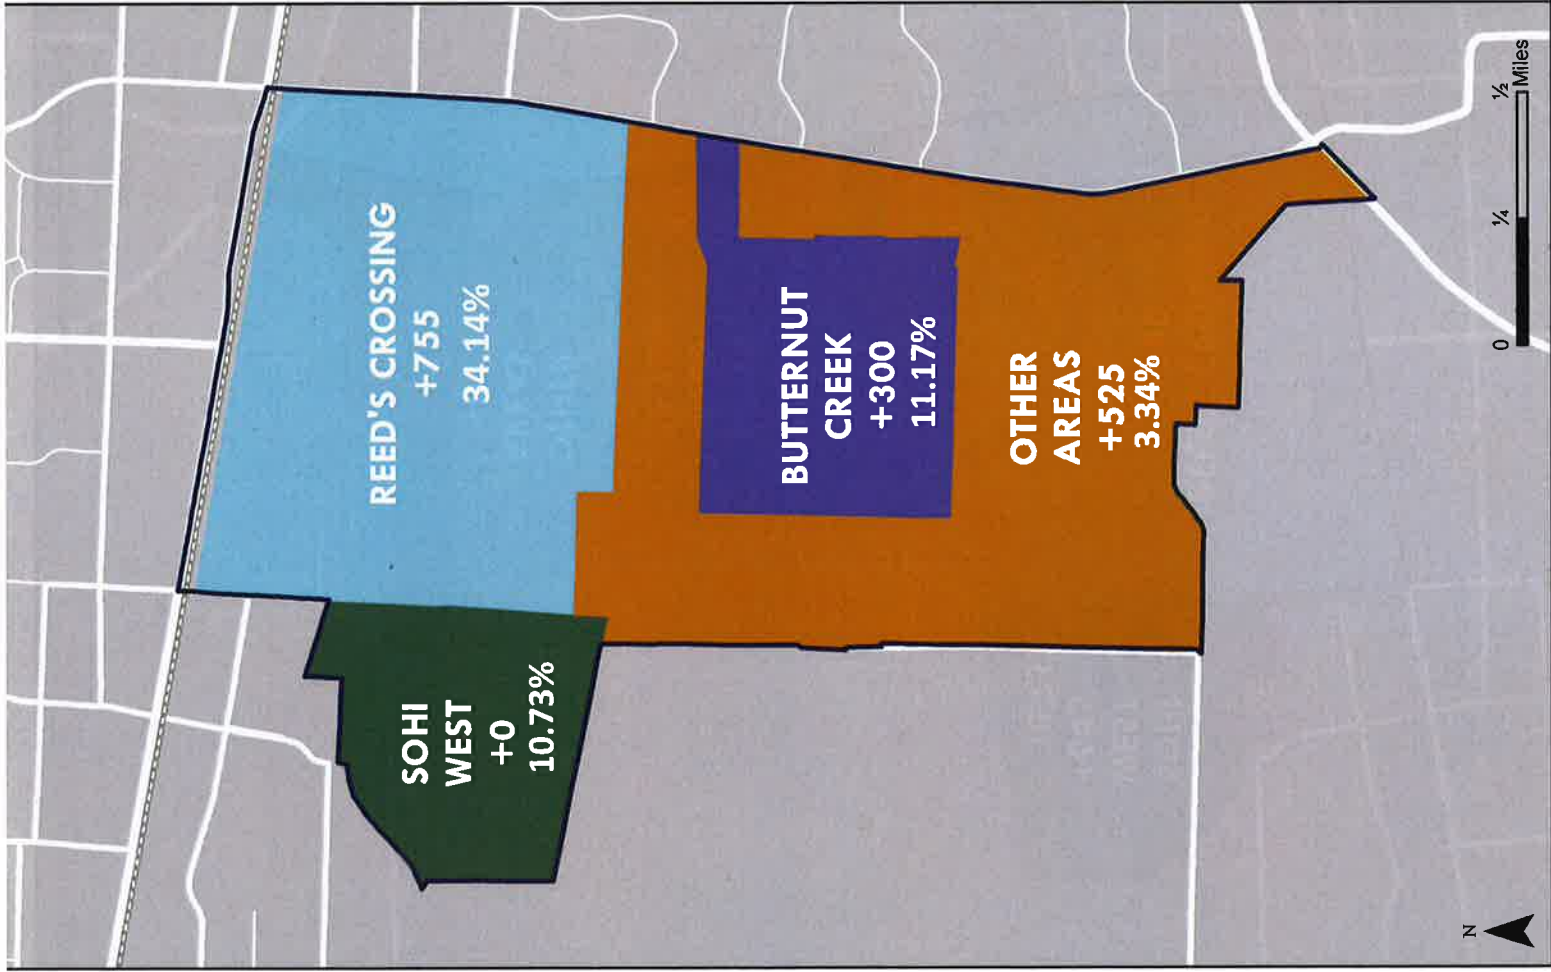 REED'S CROSSING
+755
34.14%
SOHI
WEST
+0
10.73%
BUTTERNUT
CREEK
+300
11.17%
OTHER
AREAS
+525
3.34%
N
0 ¼ ½
Miles